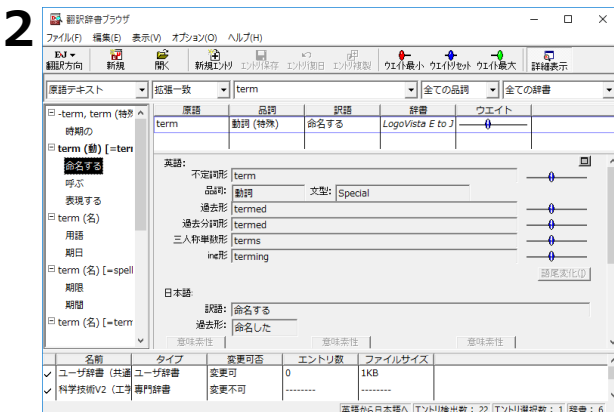 2
翻訳辞書ブラウザ
ファイル(F) 編集(E) 表示(V) オプション(O) ヘルプ(H)
EJ
翻訳方向 新規 開く 新規エントリ エントリ保存 エントリ復旧 エントリ複製 ウエイト最小 ウエイトリセット ウエイト最大 詳細表示
原語テキスト 拡張一致 term 全ての品詞 全ての辞書
原語 品詞 訳語 辞書 ウエイト
term 動詞 (特殊) 命名する LogoVista E to J
-term, term (特殊
時期の
term (動) [=tern
命名する
呼ぶ
表現する
term (名)
用語
期日
term (名) [=spell
期限
期間
term (名) [=term
英語:
不定詞形 term
品詞: 動詞 文型: Special
過去形 termed
過去分詞形 termed
三人称単数形 terms
ing形 terming
語尾変化(I)
日本語:
訳語: 命名する
過去形: 命名した
意味素性 意味素性 意味素性
名前 タイプ 変更可否 エントリ数 ファイルサイズ
ユーザ辞書 (共通 ユーザ辞書 変更可 0 1KB
科学技術V2 (工学 専門辞書 変更不可 -------- --------
英語から日本語へ エントリ検出数: 22 エントリ選択数: 1 辞書: 6